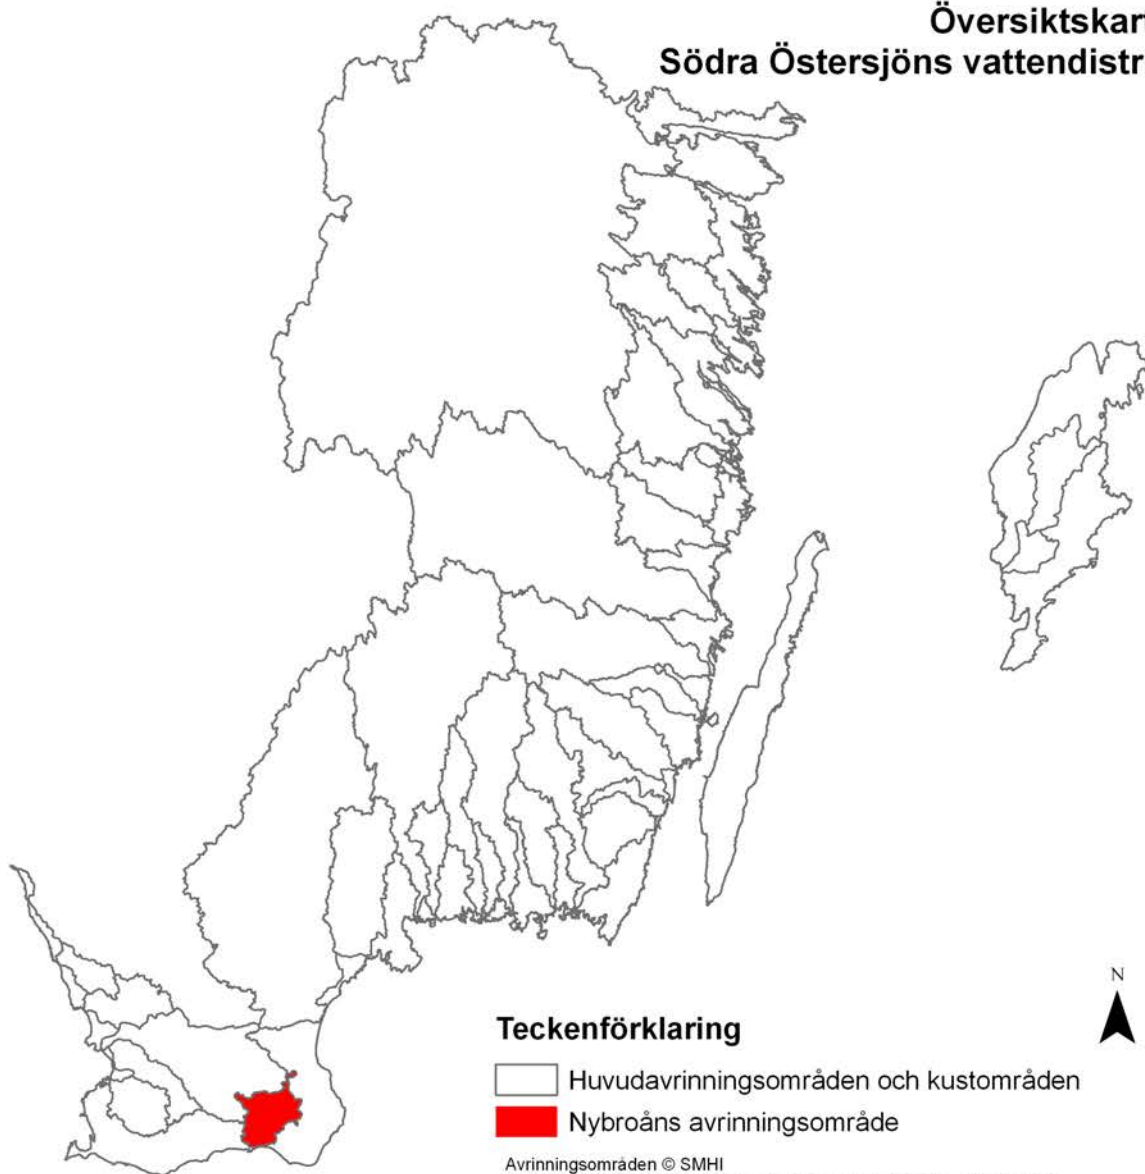 Översiktskar
Södra Östersjöns vattendistr
N
Teckenförklaring
Huvudavrinningsområden och kustområden
Nybroåns avrinningsområde
Avrinningsområden © SMHI